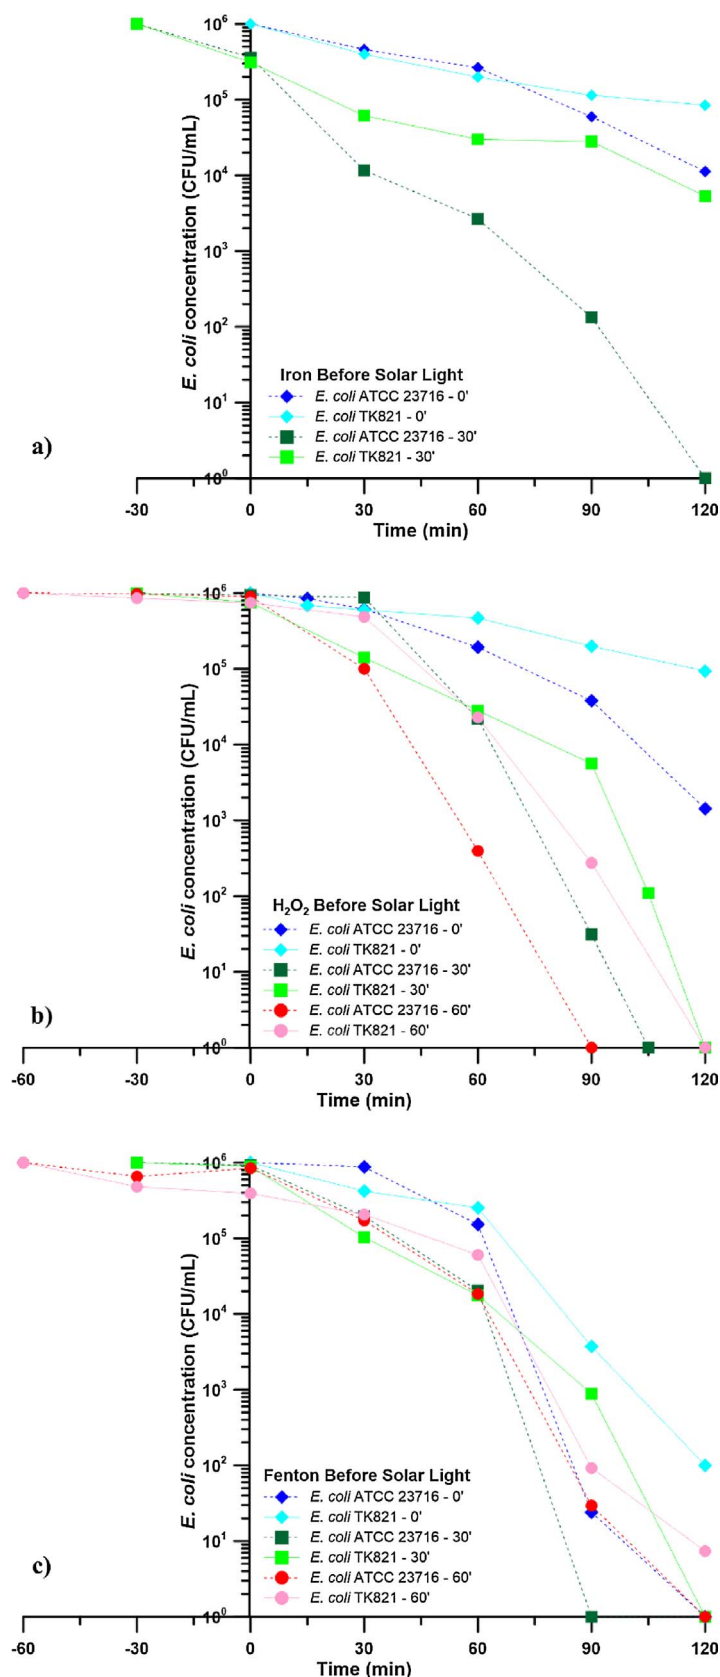 10⁶
10⁵
10⁴
10³
10²
10¹
10⁰
E. coli concentration (CFU/mL)
Iron Before Solar Light
E. coli ATCC 23716 - 0'
E. coli TK821 - 0'
E. coli ATCC 23716 - 30'
E. coli TK821 - 30'
a)
-30 0 30 60 90 120
Time (min)
10⁶
10⁵
10⁴
10³
10²
10¹
10⁰
E. coli concentration (CFU/mL)
H₂O₂ Before Solar Light
E. coli ATCC 23716 - 0'
E. coli TK821 - 0'
E. coli ATCC 23716 - 30'
E. coli TK821 - 30'
E. coli ATCC 23716 - 60'
E. coli TK821 - 60'
b)
-60 -30 0 30 60 90 120
Time (min)
10⁶
10⁵
10⁴
10³
10²
10¹
10⁰
E. coli concentration (CFU/mL)
Fenton Before Solar Light
E. coli ATCC 23716 - 0'
E. coli TK821 - 0'
E. coli ATCC 23716 - 30'
E. coli TK821 - 30'
E. coli ATCC 23716 - 60'
E. coli TK821 - 60'
c)
-60 -30 0 30 60 90 120
Time (min)